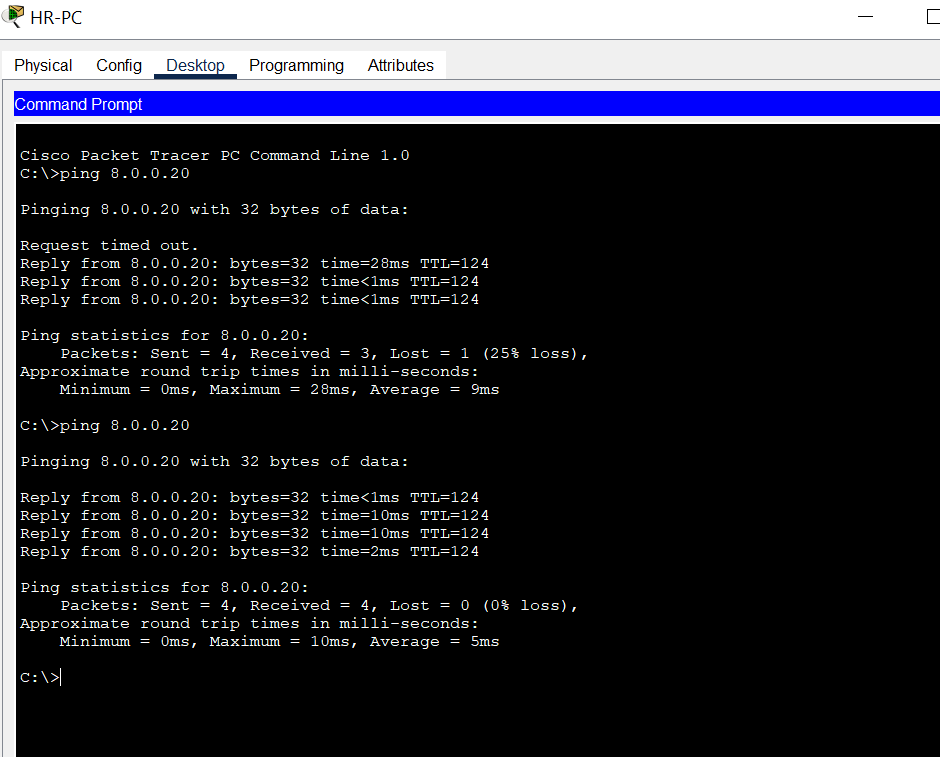 HR-PC
Physical Config Desktop Programming Attributes
Command Prompt
Cisco Packet Tracer PC Command Line 1.0
C:\>ping 8.0.0.20
Pinging 8.0.0.20 with 32 bytes of data:
Request timed out.
Reply from 8.0.0.20: bytes=32 time=28ms TTL=124
Reply from 8.0.0.20: bytes=32 time<1ms TTL=124
Reply from 8.0.0.20: bytes=32 time<1ms TTL=124
Ping statistics for 8.0.0.20:
    Packets: Sent = 4, Received = 3, Lost = 1 (25% loss),
Approximate round trip times in milli-seconds:
    Minimum = 0ms, Maximum = 28ms, Average = 9ms
C:\>ping 8.0.0.20
Pinging 8.0.0.20 with 32 bytes of data:
Reply from 8.0.0.20: bytes=32 time<1ms TTL=124
Reply from 8.0.0.20: bytes=32 time=10ms TTL=124
Reply from 8.0.0.20: bytes=32 time=10ms TTL=124
Reply from 8.0.0.20: bytes=32 time=2ms TTL=124
Ping statistics for 8.0.0.20:
    Packets: Sent = 4, Received = 4, Lost = 0 (0% loss),
Approximate round trip times in milli-seconds:
    Minimum = 0ms, Maximum = 10ms, Average = 5ms
C:\>